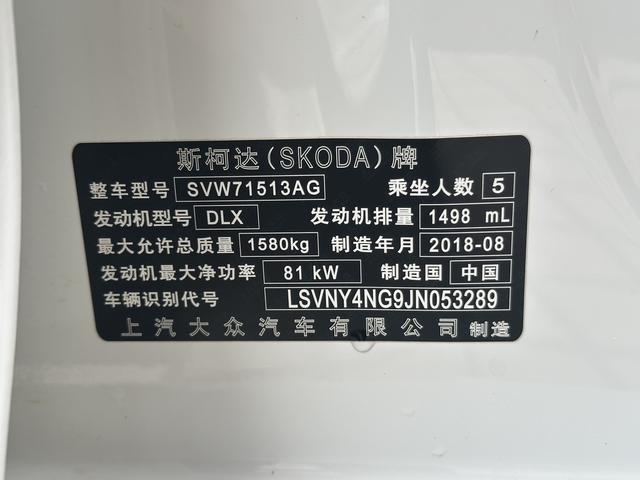 斯柯达(SKODA)牌
整车型号 SVW71513AG 乘坐人数 5
发动机型号 DLX 发动机排量 1498 mL
最大允许总质量 1580kg 制造年月 2018-08
发动机最大净功率 81 kW 制造国 中国
车辆识别代号 LSVNY4NG9JN053289
上汽大众汽车有限公司 制造